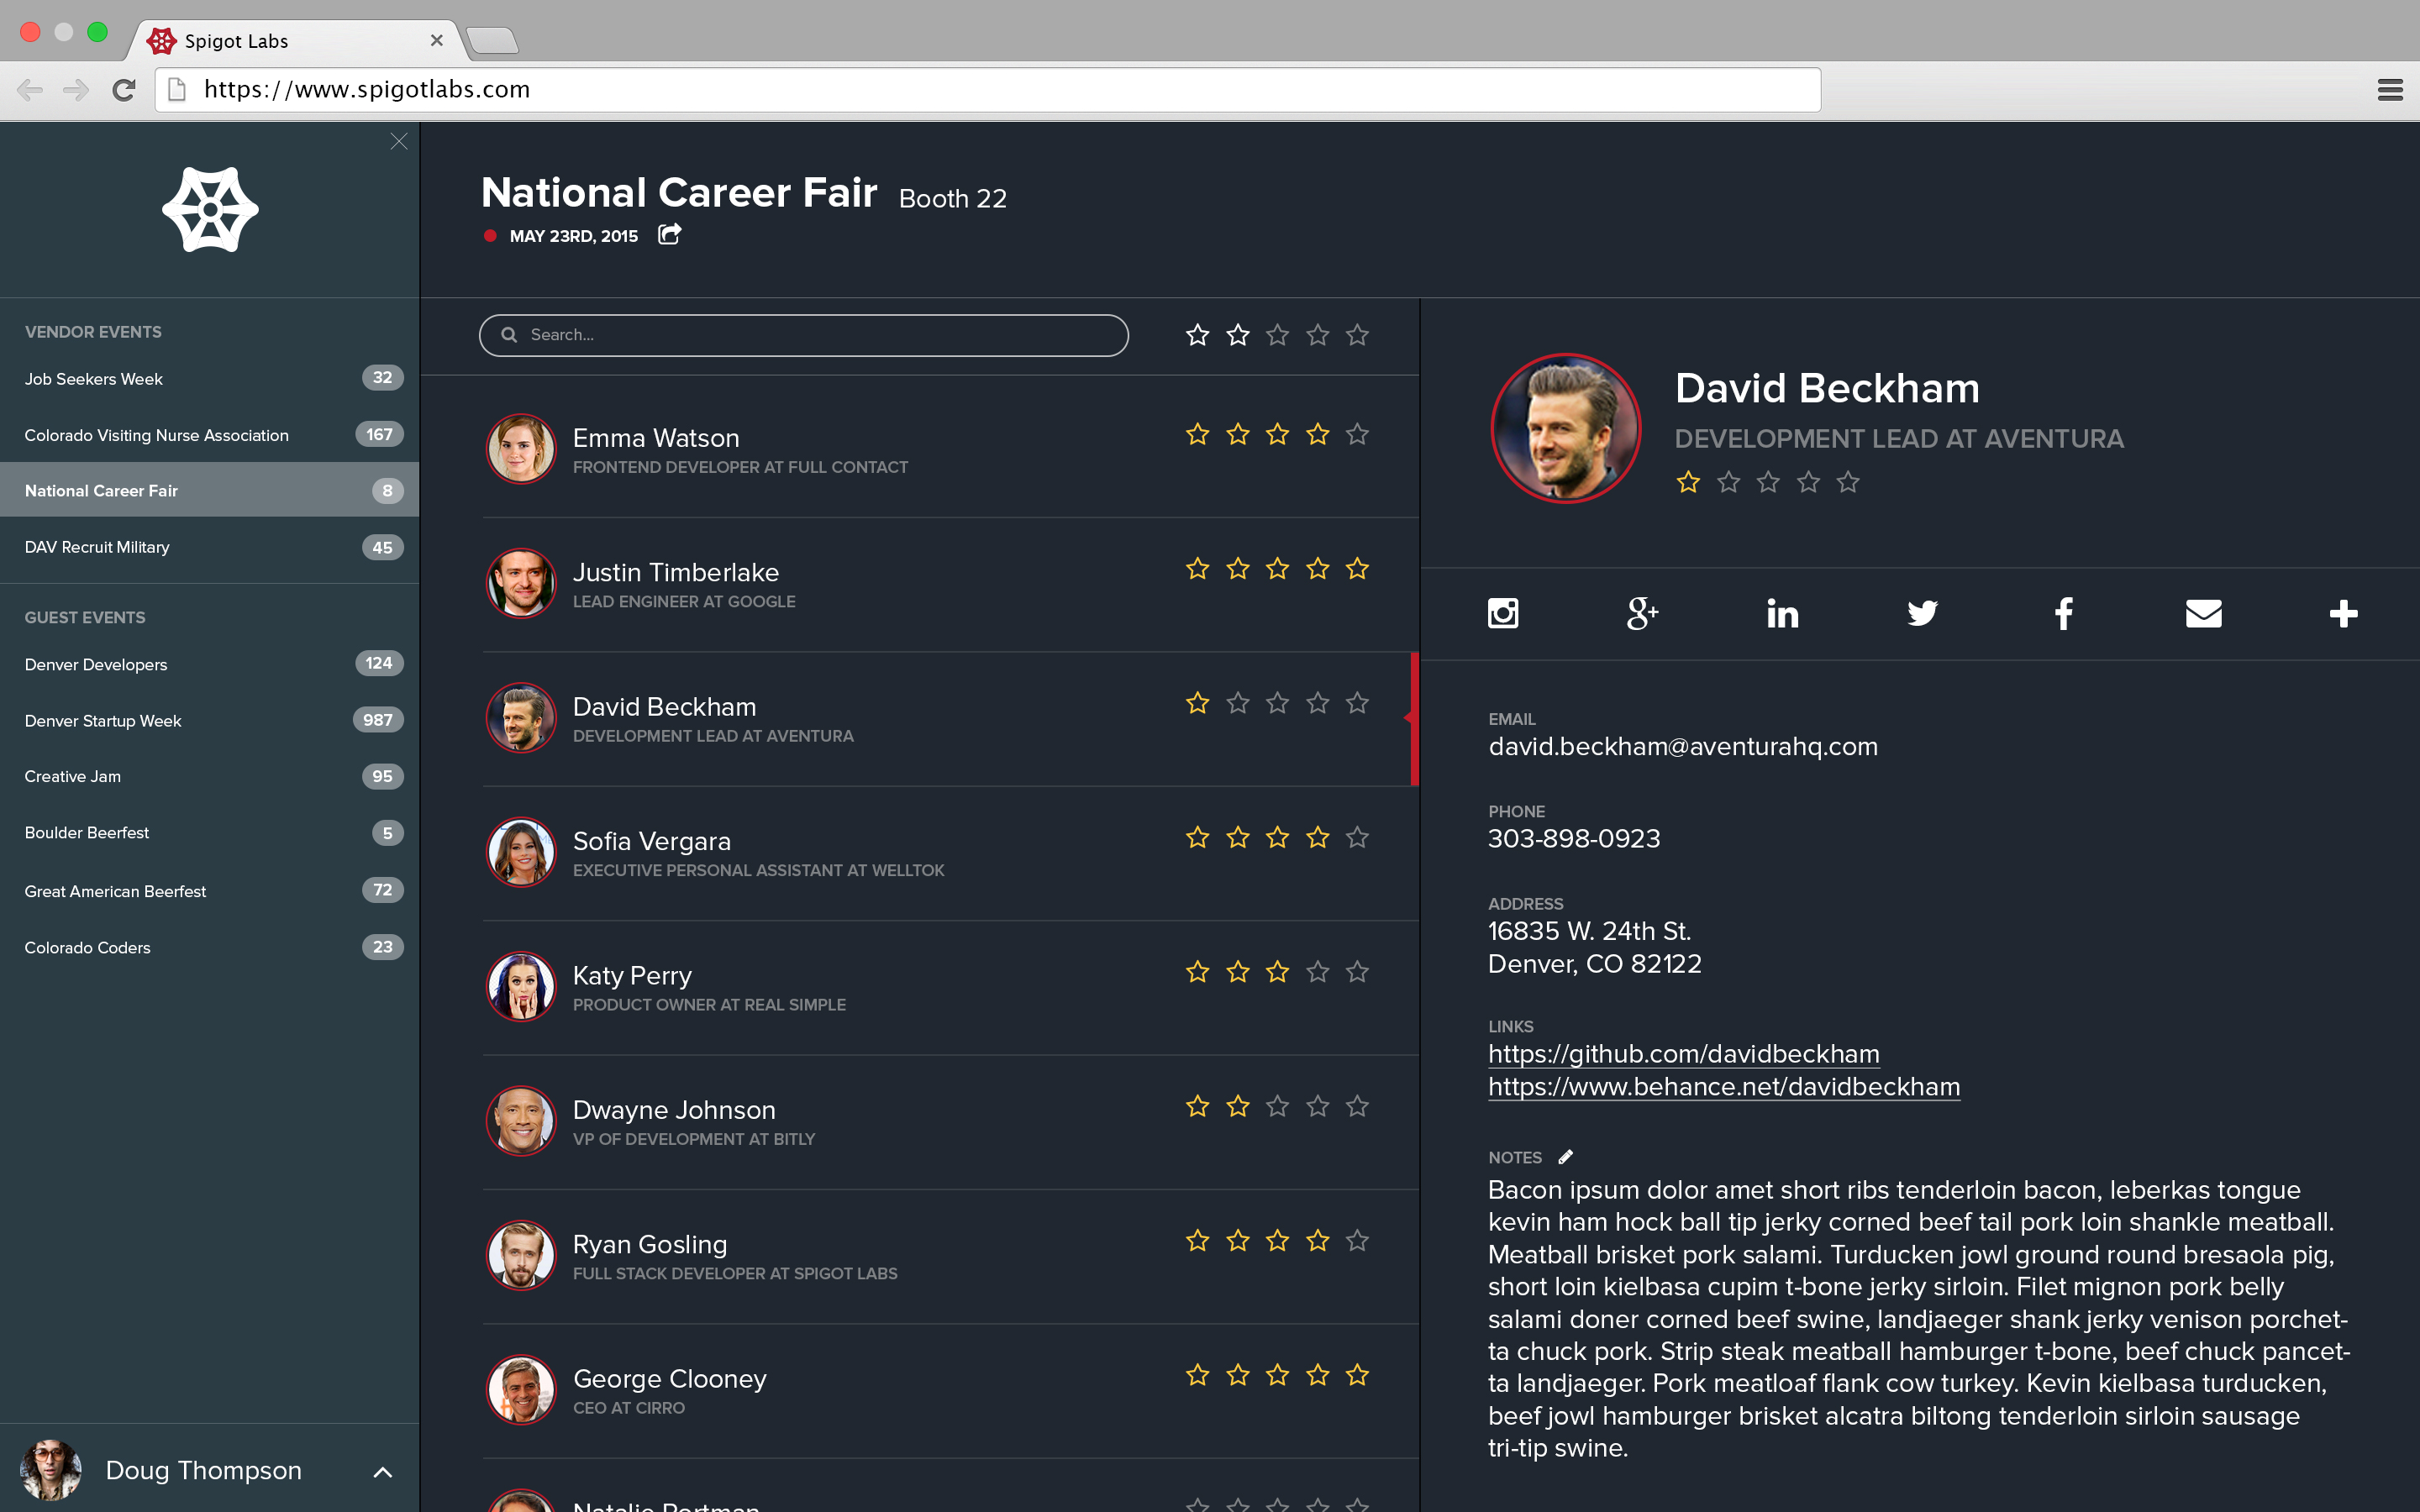 Spigot Labs
https://www.spigotlabs.com
VENDOR EVENTS
Job Seekers Week 32
Colorado Visiting Nurse Association 167
National Career Fair 8
DAV Recruit Military 45
GUEST EVENTS
Denver Developers 124
Denver Startup Week 987
Creative Jam 95
Boulder Beerfest 5
Great American Beerfest 72
Colorado Coders 23
Doug Thompson
National Career Fair Booth 22
MAY 23RD, 2015
Search...
Emma Watson
FRONTEND DEVELOPER AT FULL CONTACT
Justin Timberlake
LEAD ENGINEER AT GOOGLE
David Beckham
DEVELOPMENT LEAD AT AVENTURA
Sofia Vergara
EXECUTIVE PERSONAL ASSISTANT AT WELLTOK
Katy Perry
PRODUCT OWNER AT REAL SIMPLE
Dwayne Johnson
VP OF DEVELOPMENT AT BITLY
Ryan Gosling
FULL STACK DEVELOPER AT SPIGOT LABS
George Clooney
CEO AT CIRRO
Natalie Portman
David Beckham
DEVELOPMENT LEAD AT AVENTURA
EMAIL
david.beckham@aventurahq.com
PHONE
303-898-0923
ADDRESS
16835 W. 24th St.
Denver, CO 82122
LINKS
https://github.com/davidbeckham
https://www.behance.net/davidbeckham
NOTES
Bacon ipsum dolor amet short ribs tenderloin bacon, leberkas tongue
kevin ham hock ball tip jerky corned beef tail pork loin shankle meatball.
Meatball brisket pork salami. Turducken jowl ground round bresaola pig,
short loin kielbasa cupim t-bone jerky sirloin. Filet mignon pork belly
salami doner corned beef swine, landjaeger shank jerky venison porchet-
ta chuck pork. Strip steak meatball hamburger t-bone, beef chuck pancet-
ta landjaeger. Pork meatloaf flank cow turkey. Kevin kielbasa turducken,
beef jowl hamburger brisket alcatra biltong tenderloin sirloin sausage
tri-tip swine.